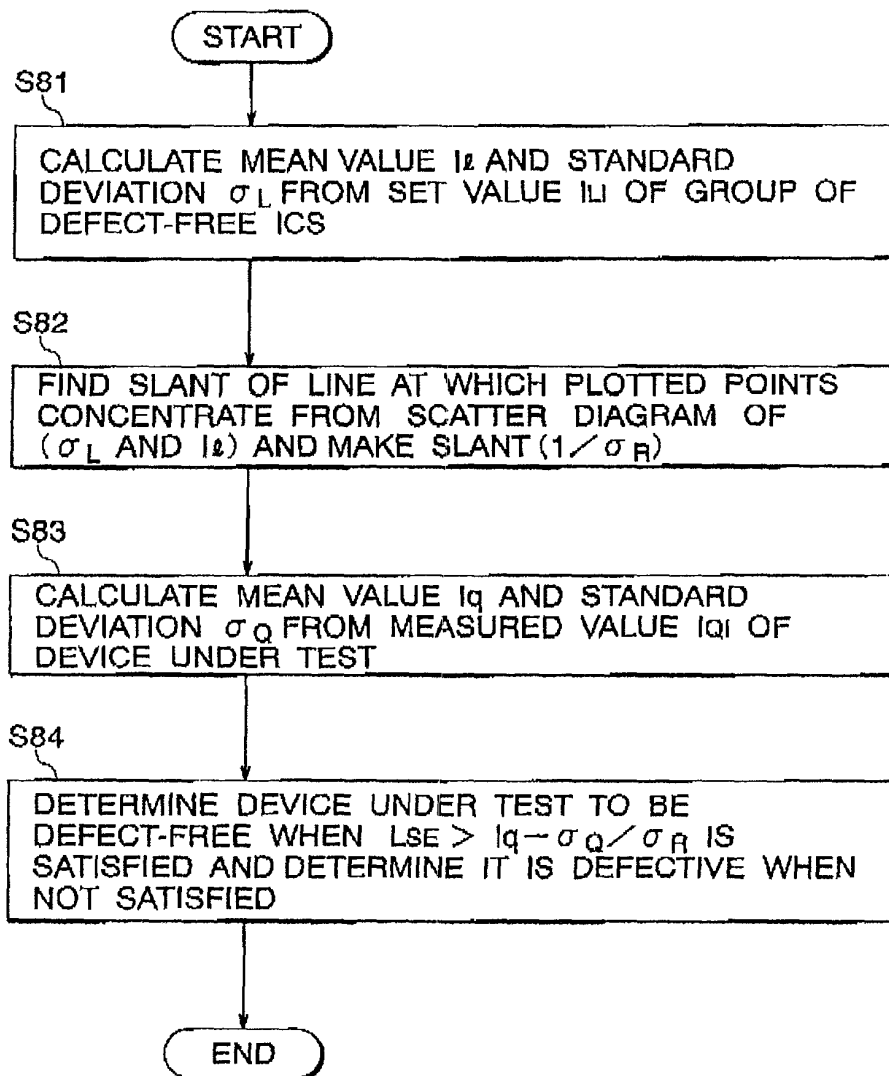 START
S81
CALCULATE MEAN VALUE Iℓ AND STANDARD
DEVIATION σL FROM SET VALUE ILI OF GROUP OF
DEFECT-FREE ICS
S82
FIND SLANT OF LINE AT WHICH PLOTTED POINTS
CONCENTRATE FROM SCATTER DIAGRAM OF
(σL AND Iℓ) AND MAKE SLANT (1/σR)
S83
CALCULATE MEAN VALUE Iq AND STANDARD
DEVIATION σQ FROM MEASURED VALUE IQI OF
DEVICE UNDER TEST
S84
DETERMINE DEVICE UNDER TEST TO BE
DEFECT-FREE WHEN LSE > Iq-σQ/σR IS
SATISFIED AND DETERMINE IT IS DEFECTIVE WHEN
NOT SATISFIED
END